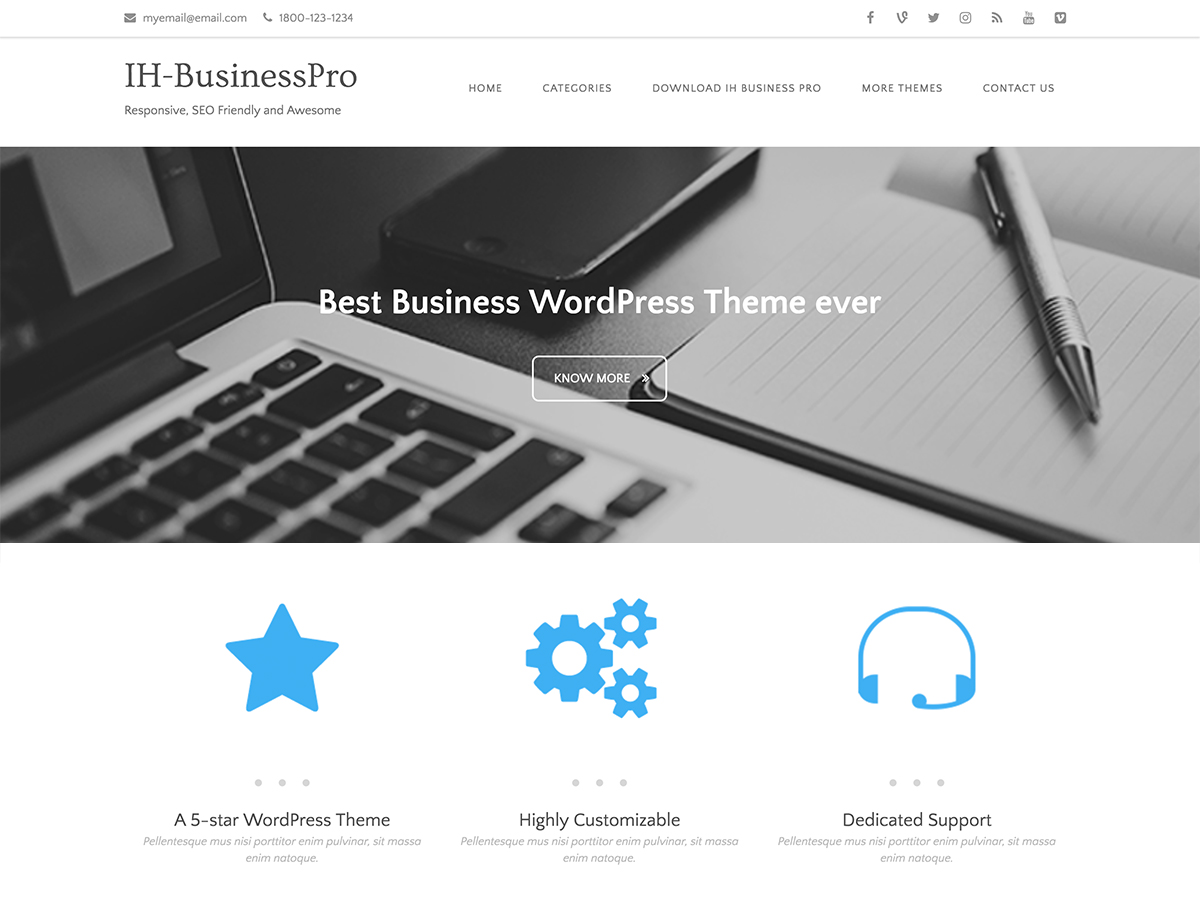 myemail@email.com 1800-123-1234
IH-BusinessPro
Responsive, SEO Friendly and Awesome
HOME CATEGORIES DOWNLOAD IH BUSINESS PRO MORE THEMES CONTACT US
Best Business WordPress Theme ever
KNOW MORE »
A 5-star WordPress Theme
Pellentesque mus nisi porttitor enim pulvinar, sit massa
enim natoque.
Highly Customizable
Pellentesque mus nisi porttitor enim pulvinar, sit massa
enim natoque.
Dedicated Support
Pellentesque mus nisi porttitor enim pulvinar, sit massa
enim natoque.